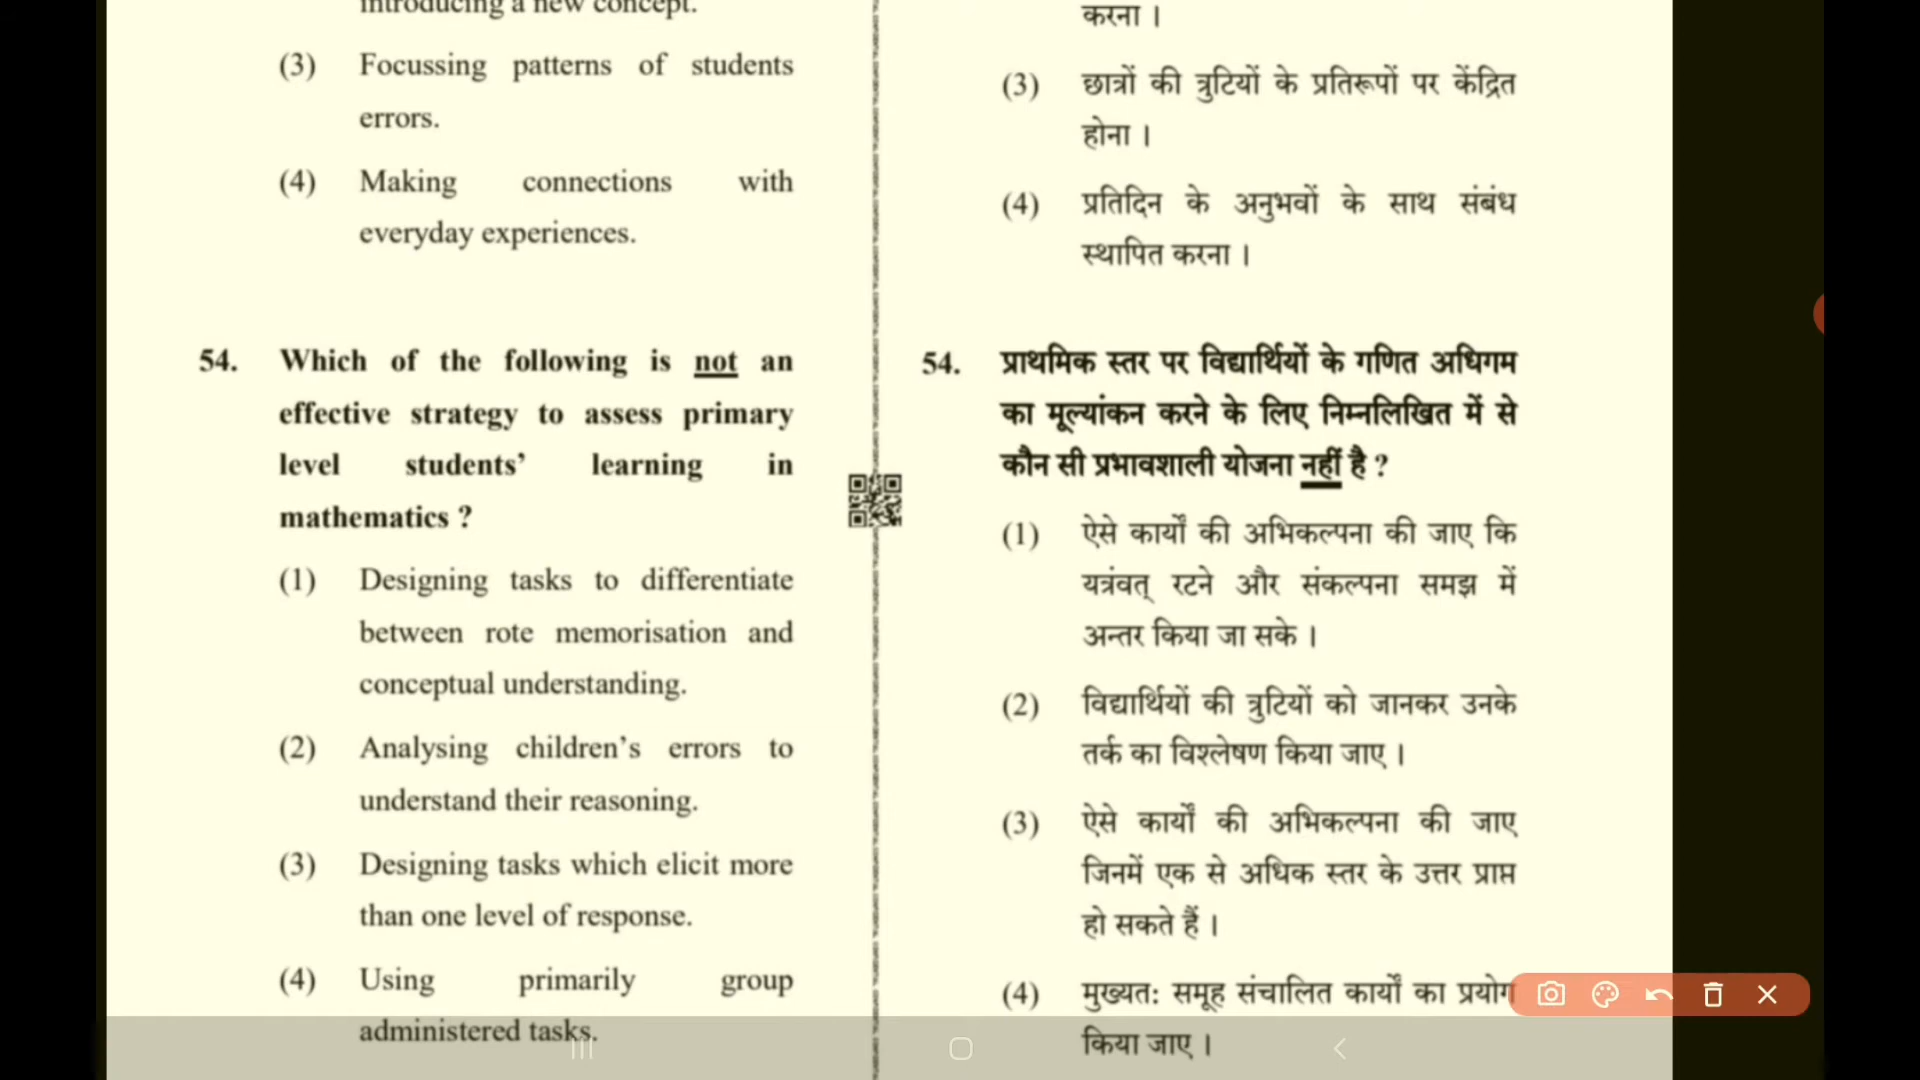 introducing a new concept.
(3) Focussing patterns of students
errors.
(4) Making connections with
everyday experiences.
54. Which of the following is not an
effective strategy to assess primary
level students’ learning in
mathematics ?
(1) Designing tasks to differentiate
between rote memorisation and
conceptual understanding.
(2) Analysing children’s errors to
understand their reasoning.
(3) Designing tasks which elicit more
than one level of response.
(4) Using primarily group
administered tasks.
करना ।
(3) छात्रों की त्रुटियों के प्रतिरूपों पर केंद्रित
होना ।
(4) प्रतिदिन के अनुभवों के साथ संबंध
स्थापित करना ।
54. प्राथमिक स्तर पर विद्यार्थियों के गणित अधिगम
का मूल्यांकन करने के लिए निम्नलिखित में से
कौन सी प्रभावशाली योजना नहीं है ?
(1) ऐसे कार्यों की अभिकल्पना की जाए कि
यत्रंवत् रटने और संकल्पना समझ में
अन्तर किया जा सके ।
(2) विद्यार्थियों की त्रुटियों को जानकर उनके
तर्क का विश्लेषण किया जाए ।
(3) ऐसे कार्यों की अभिकल्पना की जाए
जिनमें एक से अधिक स्तर के उत्तर प्राप्त
हो सकते हैं ।
(4) मुख्यत: समूह संचालित कार्यों का प्रयोग
किया जाए ।